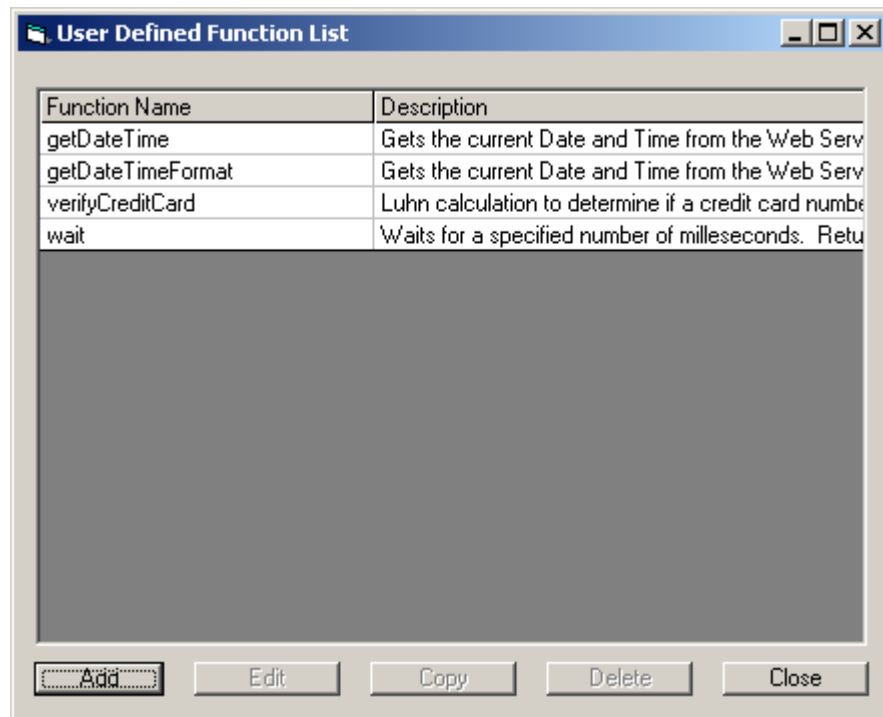 User Defined Function List
Function Name Description
getDateTime Gets the current Date and Time from the Web Serv
getDateTimeFormat Gets the current Date and Time from the Web Serv
verifyCreditCard Luhn calculation to determine if a credit card numbe
wait Waits for a specified number of milleseconds.  Retu
Add Edit Copy Delete Close